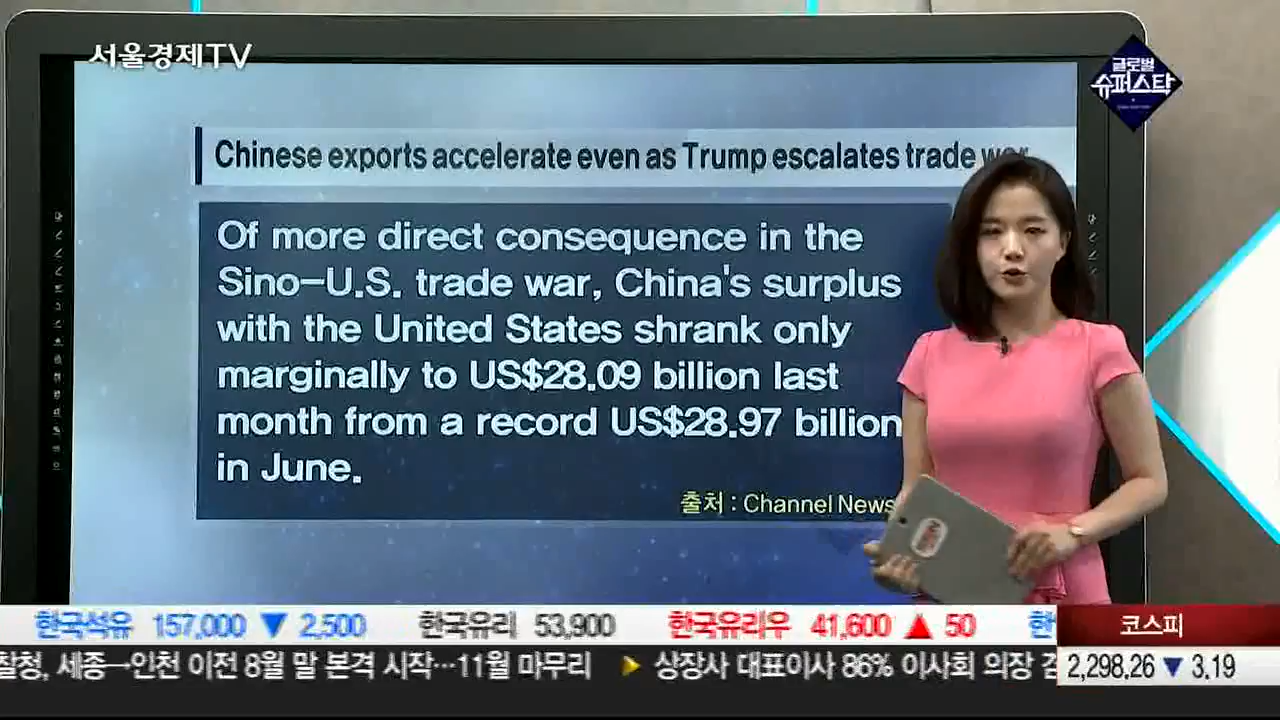 서울경제TV
글로벌
슈퍼스탁
Chinese exports accelerate even as Trump escalates trade war
Of more direct consequence in the
Sino-U.S. trade war, China's surplus
with the United States shrank only
marginally to US$28.09 billion last
month from a record US$28.97 billion
in June.
출처 : Channel News
한국석유 157,000 ▼ 2,500 한국유리 53,900 한국유리우 41,600 ▲ 50 한
코스피
찰청, 세종→인천 이전 8월 말 본격 시작…11월 마무리 ▶ 상장사 대표이사 86% 이사회 의장
2,298.26 ▼ 3.19